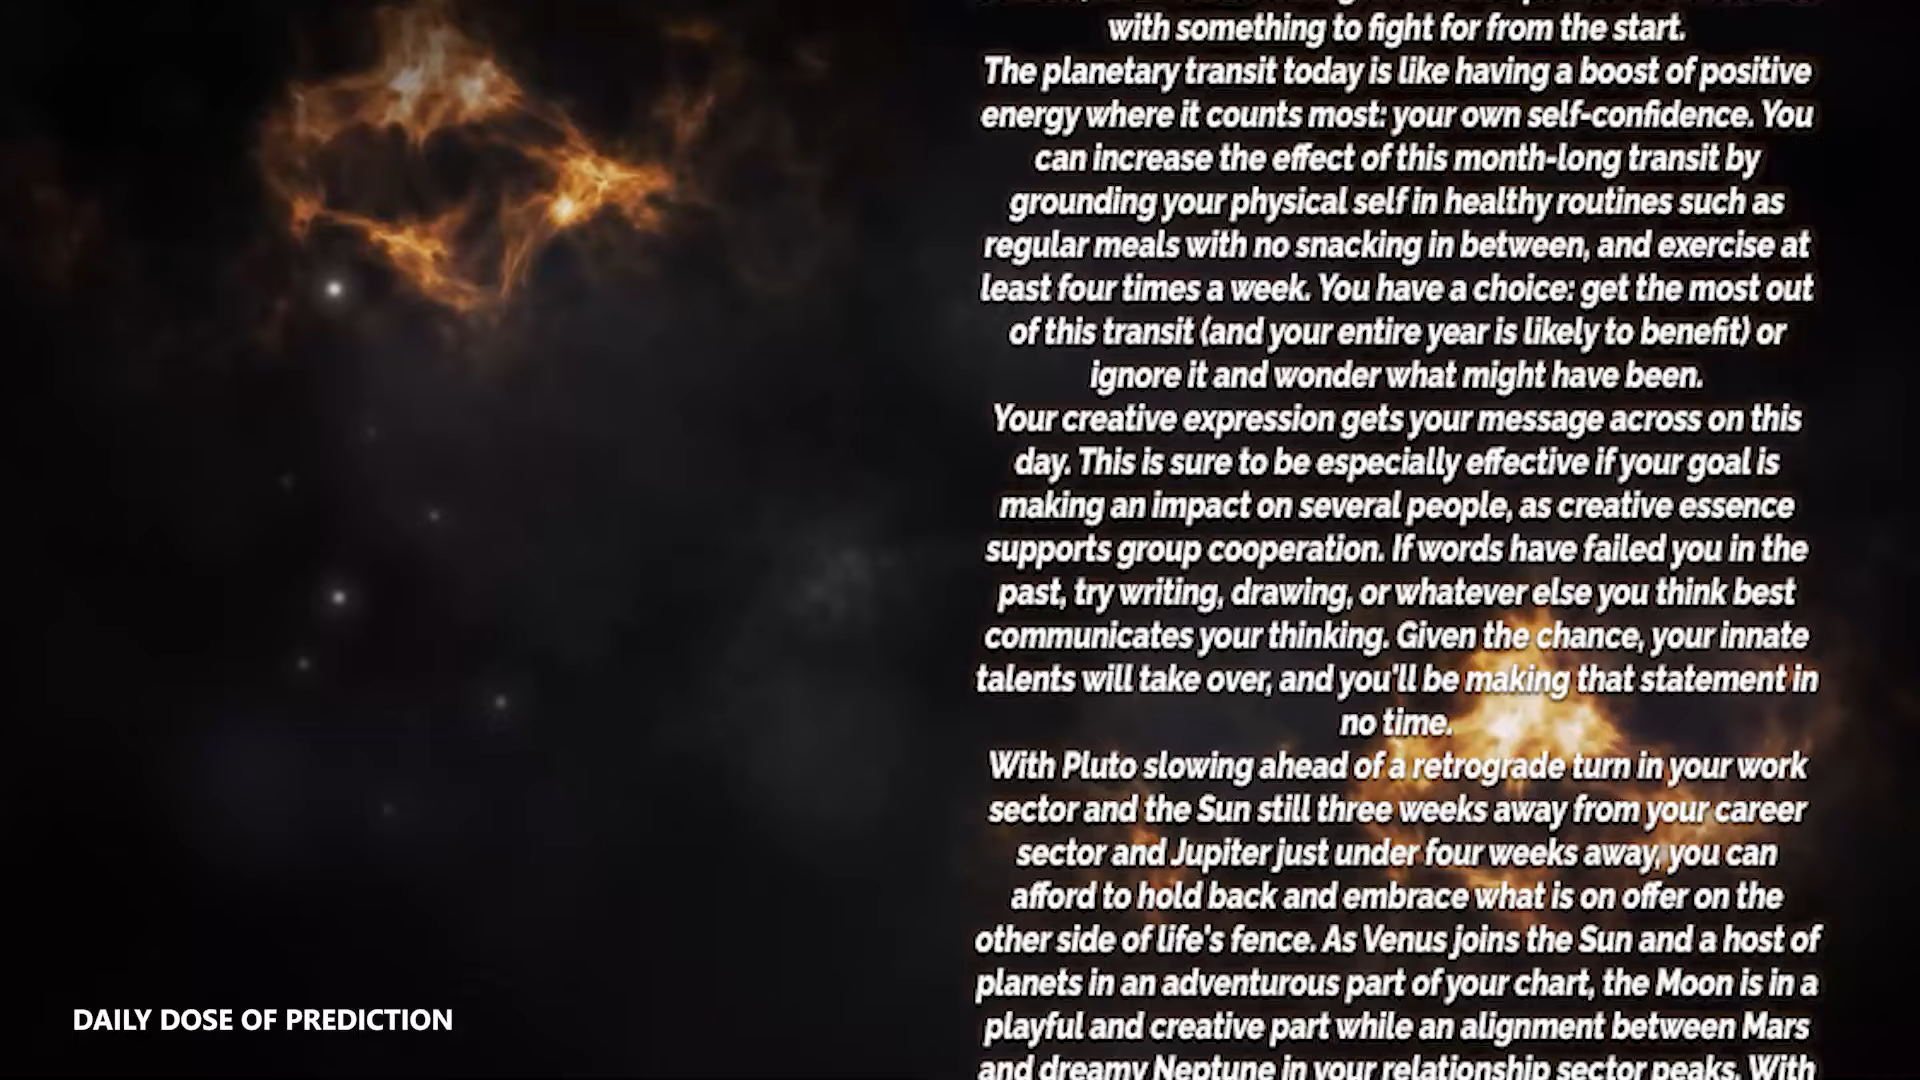 with something to fight for from the start.
The planetary transit today is like having a boost of positive
energy where it counts most: your own self-confidence. You
can increase the effect of this month-long transit by
grounding your physical self in healthy routines such as
regular meals with no snacking in between, and exercise at
least four times a week. You have a choice: get the most out
of this transit (and your entire year is likely to benefit) or
ignore it and wonder what might have been.
Your creative expression gets your message across on this
day. This is sure to be especially effective if your goal is
making an impact on several people, as creative essence
supports group cooperation. If words have failed you in the
past, try writing, drawing, or whatever else you think best
communicates your thinking. Given the chance, your innate
talents will take over, and you'll be making that statement in
no time.
With Pluto slowing ahead of a retrograde turn in your work
sector and the Sun still three weeks away from your career
sector and Jupiter just under four weeks away, you can
afford to hold back and embrace what is on offer on the
other side of life's fence. As Venus joins the Sun and a host of
planets in an adventurous part of your chart, the Moon is in a
playful and creative part while an alignment between Mars
and dreamy Neptune in your relationship sector peaks. With
DAILY DOSE OF PREDICTION